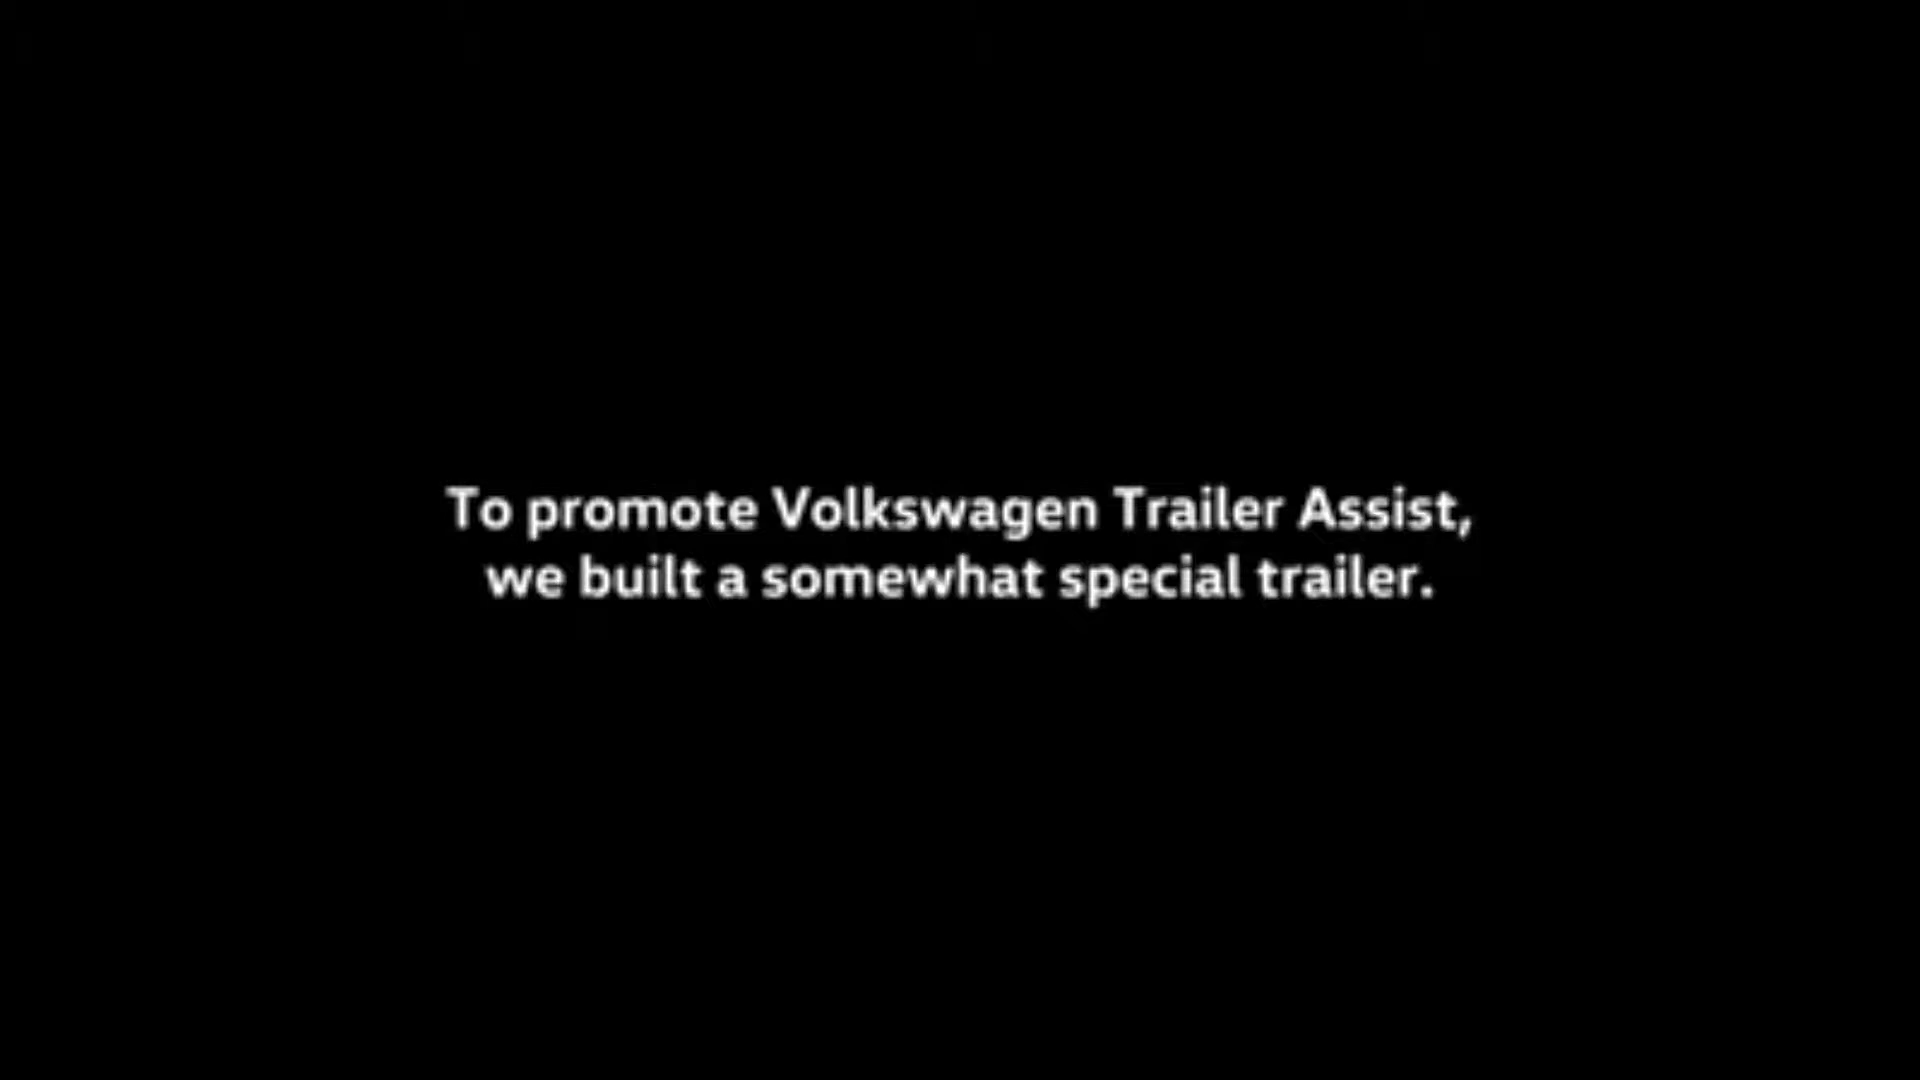 To promote Volkswagen Trailer Assist,
we built a somewhat special trailer.